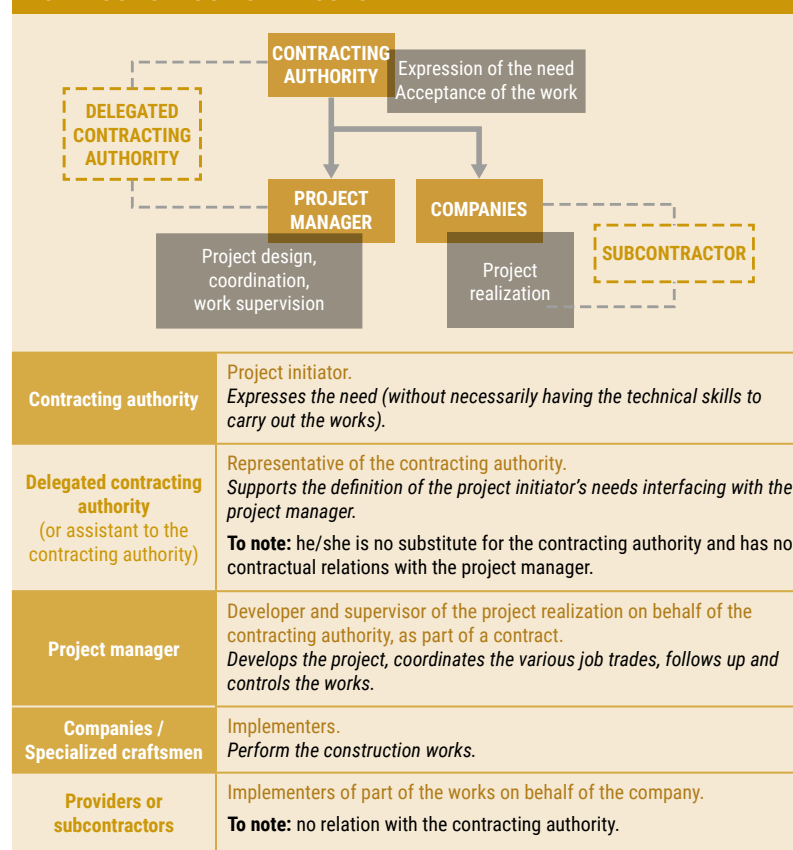 CONTRACTING
AUTHORITY
Expression of the need
Acceptance of the work
DELEGATED
CONTRACTING
AUTHORITY
PROJECT
MANAGER
COMPANIES
Project design,
coordination,
work supervision
Project
realization
SUBCONTRACTOR
Contracting authority
Project initiator.
Expresses the need (without necessarily having the technical skills to
carry out the works).
Delegated contracting
authority
(or assistant to the
contracting authority)
Representative of the contracting authority.
Supports the definition of the project initiator's needs interfacing with the
project manager.
To note: he/she is no substitute for the contracting authority and has no
contractual relations with the project manager.
Project manager
Developer and supervisor of the project realization on behalf of the
contracting authority, as part of a contract.
Develops the project, coordinates the various job trades, follows up and
controls the works.
Companies /
Specialized craftsmen
Implementers.
Perform the construction works.
Providers or
subcontractors
Implementers of part of the works on behalf of the company.
To note: no relation with the contracting authority.